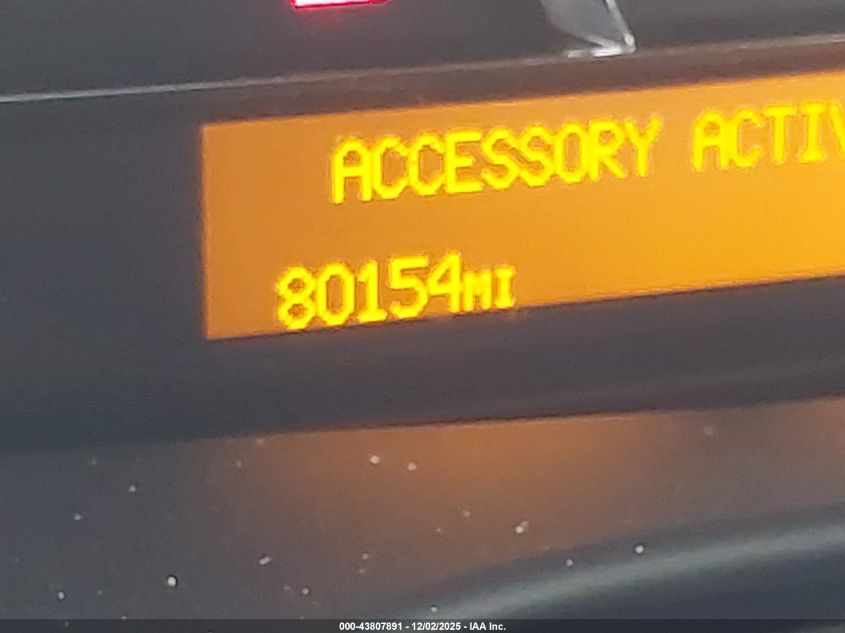 ACCESSORY ACTIV
80154MI
000-43807891 - 12/02/2025 - IAA Inc.